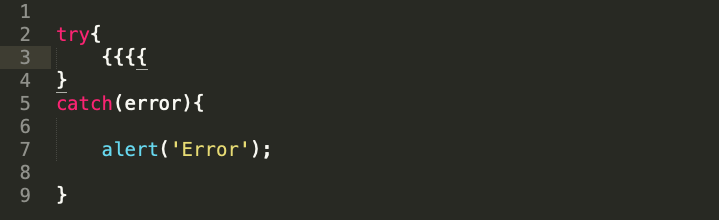 1
2 try{
3 {{{{
4 }
5 catch(error){
6
7 alert('Error');
8
9 }